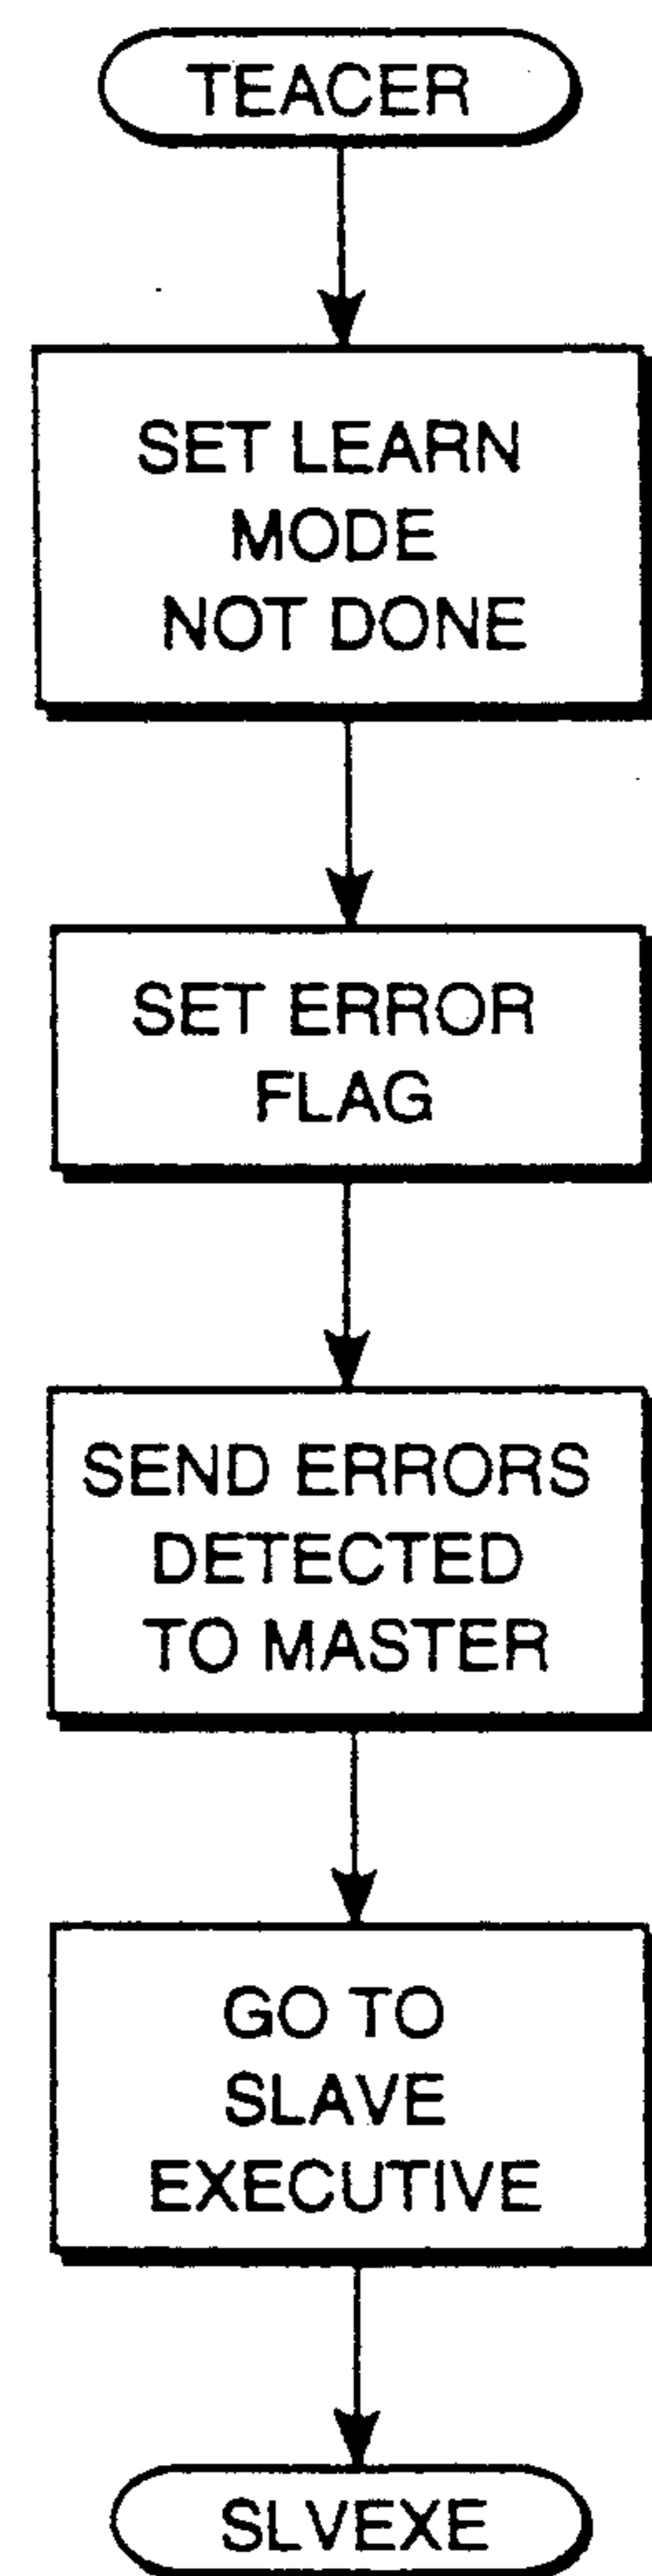 TEACER
SET LEARN
MODE
NOT DONE
SET ERROR
FLAG
SEND ERRORS
DETECTED
TO MASTER
GO TO
SLAVE
EXECUTIVE
SLVEXE